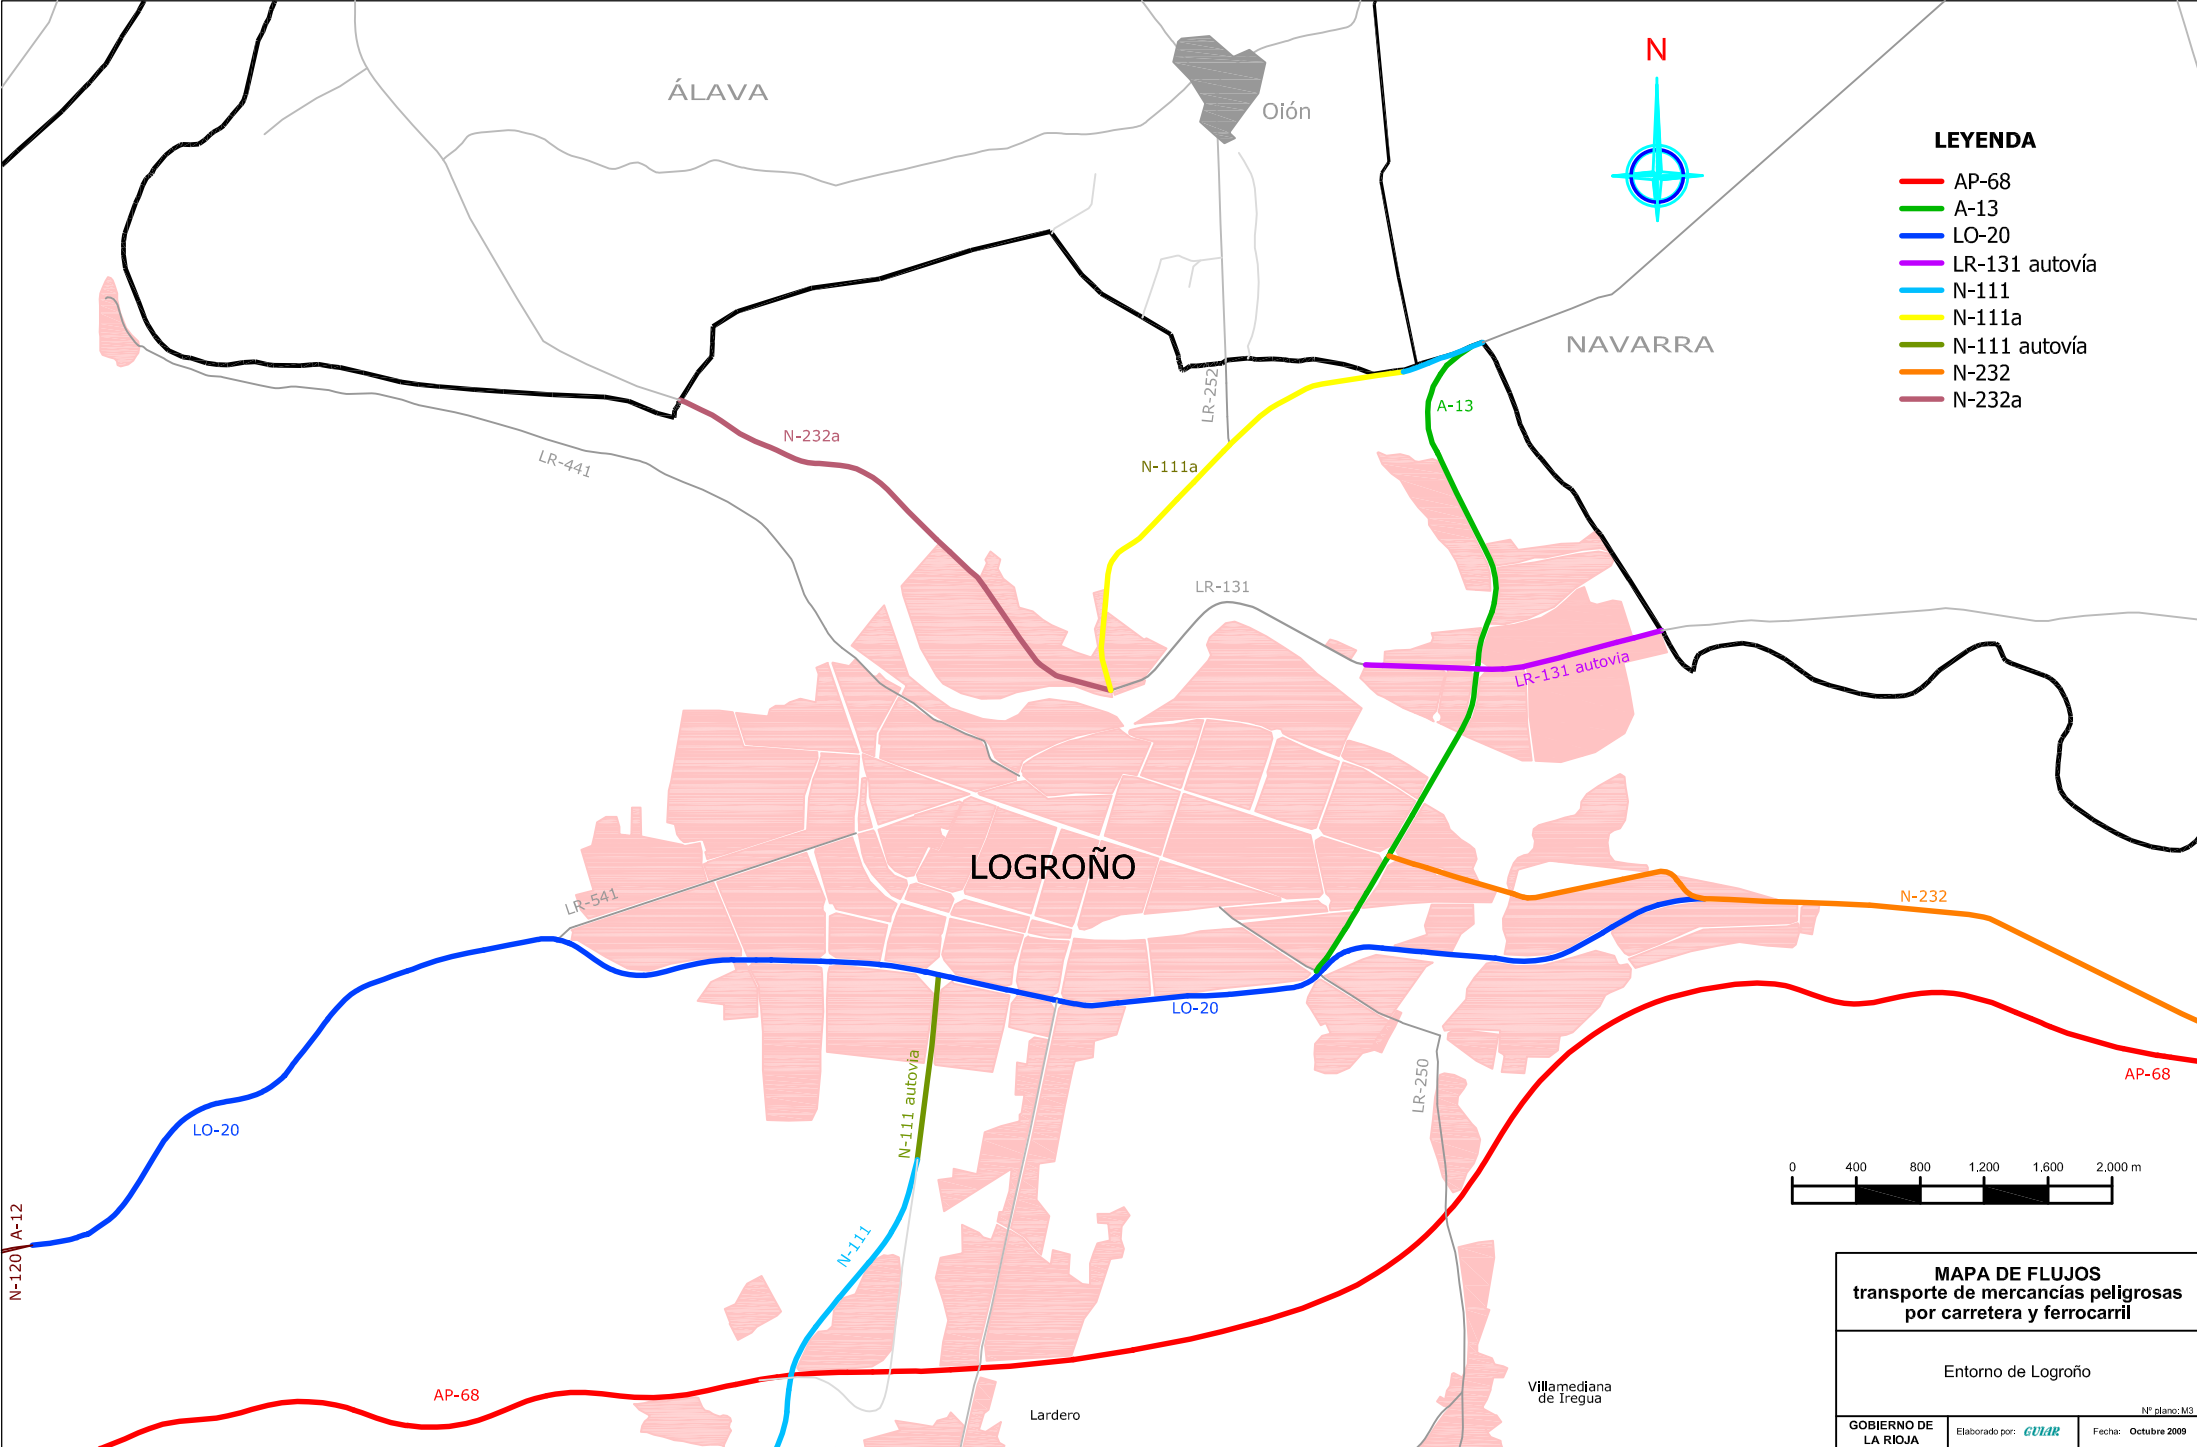 N
ÁLAVA
Oión
LEYENDA
AP-68
A-13
LO-20
LR-131 autovía
N-111
N-111a
N-111 autovía
N-232
N-232a
NAVARRA
LR-252
A-13
N-232a
LR-441
N-111a
LR-131
LR-131 autovia
LOGROÑO
LR-541
N-232
LO-20
LO-20
N-111 autovia
LR-250
AP-68
N-111
N-120
A-12
0 400 800 1.200 1.600 2.000 m
AP-68
Lardero
Villamediana
de Iregua
MAPA DE FLUJOS
transporte de mercancías peligrosas
por carretera y ferrocarril
Entorno de Logroño
Nº plano: M3
GOBIERNO DE
LA RIOJA
Elaborado por: GUIAR
Fecha: Octubre 2009